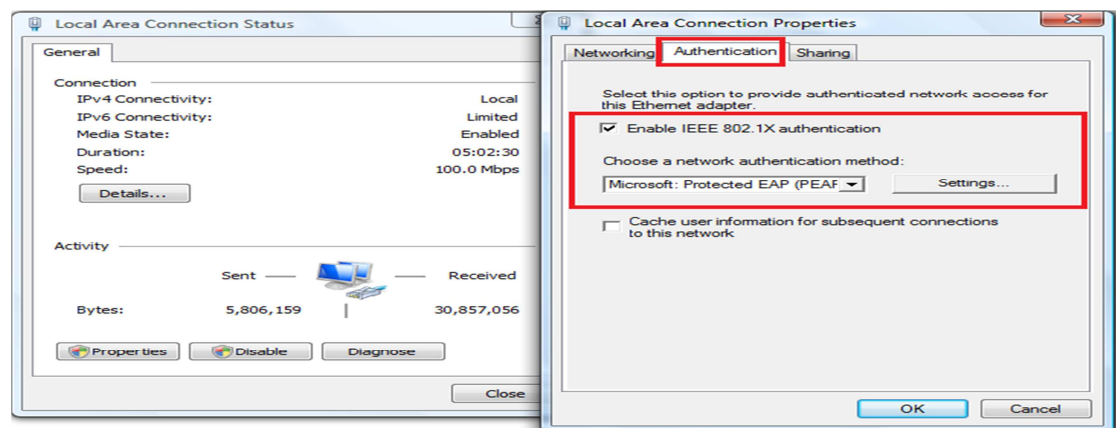 Local Area Connection Status
General
Connection
IPv4 Connectivity: Local
IPv6 Connectivity: Limited
Media State: Enabled
Duration: 05:02:30
Speed: 100.0 Mbps
Details...
Activity
Sent Received
Bytes: 5,806,159 30,857,056
Properties Disable Diagnose
Close
Local Area Connection Properties
Networking Authentication Sharing
Select this option to provide authenticated network access for
this Ethernet adapter.
Enable IEEE 802.1X authentication
Choose a network authentication method:
Microsoft: Protected EAP (PEAP Settings...
Cache user information for subsequent connections
to this network
OK Cancel